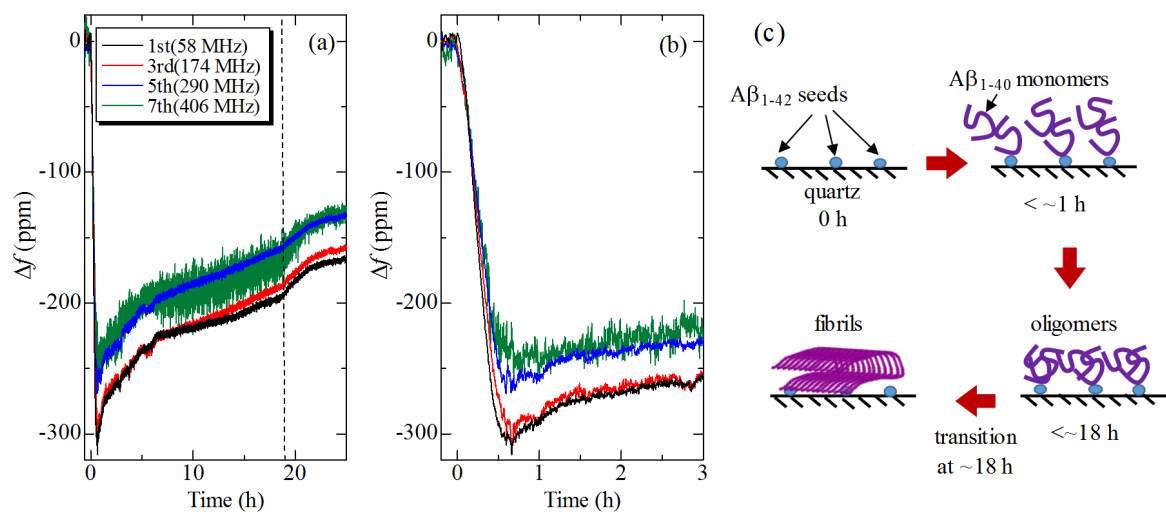 (a)
1st(58 MHz)
3rd(174 MHz)
5th(290 MHz)
7th(406 MHz)
0
-100
-200
-300
Δf (ppm)
0
10
20
Time (h)
(b)
0
-100
-200
-300
Δf (ppm)
0
1
2
3
Time (h)
(c)
Aβ1-42 seeds
Aβ1-40 monomers
quartz
0 h
< ~1 h
fibrils
oligomers
<~18 h
transition
at ~18 h